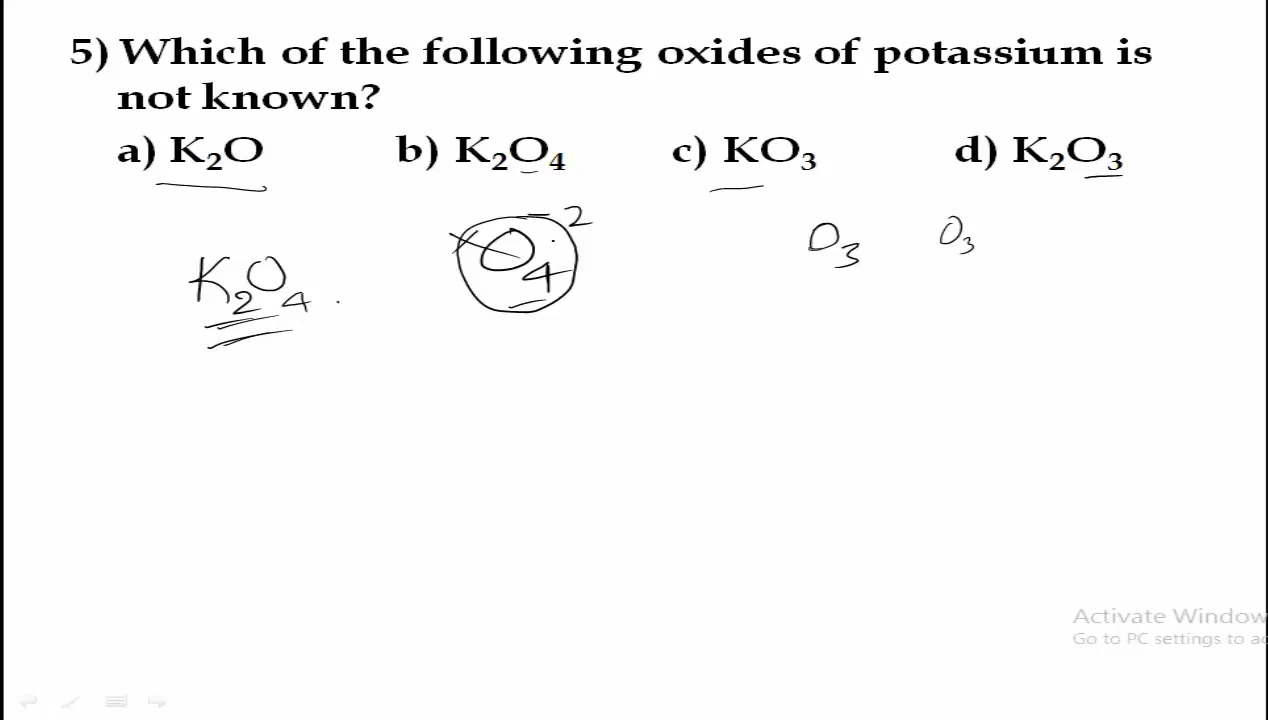 5) Which of the following oxides of potassium is
not known?
a) K₂O b) K₂O₄ c) KO₃ d) K₂O₃
O₄⁻² O₃ O₃
K₂O₄.
Activate Window
Go to PC settings to ac